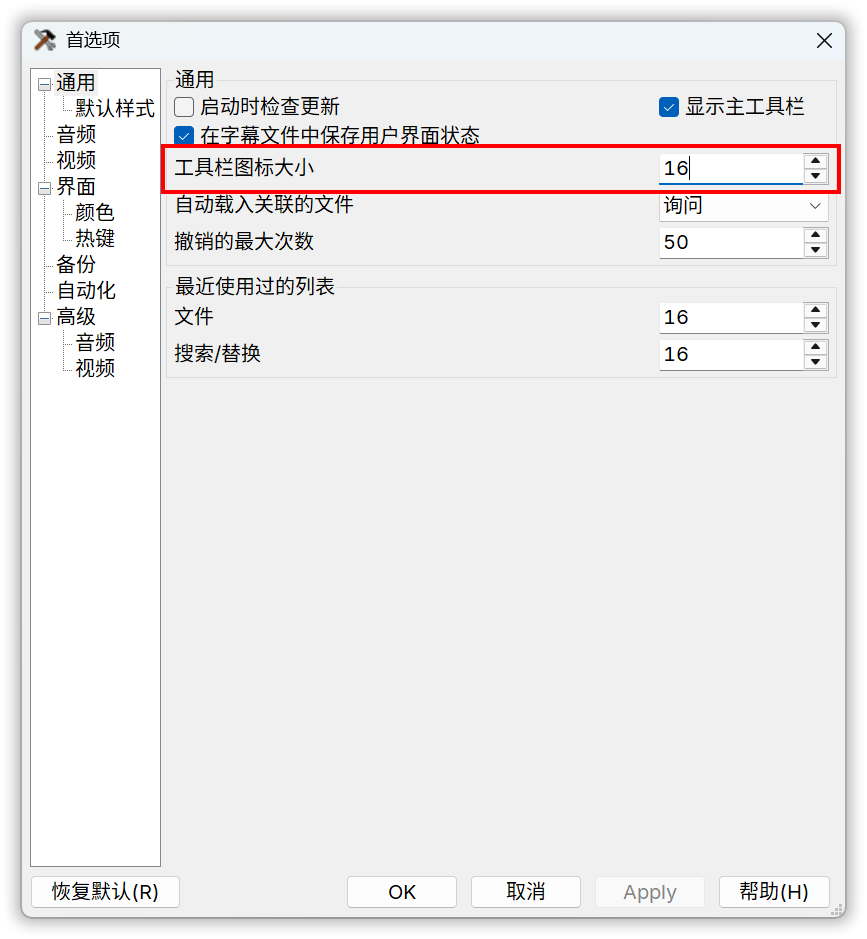 首选项
通用
默认样式
音频
视频
界面
颜色
热键
备份
自动化
高级
音频
视频
通用
启动时检查更新
显示主工具栏
在字幕文件中保存用户界面状态
工具栏图标大小 16
自动载入关联的文件 询问
撤销的最大次数 50
最近使用过的列表
文件 16
搜索/替换 16
恢复默认(R) OK 取消 Apply 帮助(H)